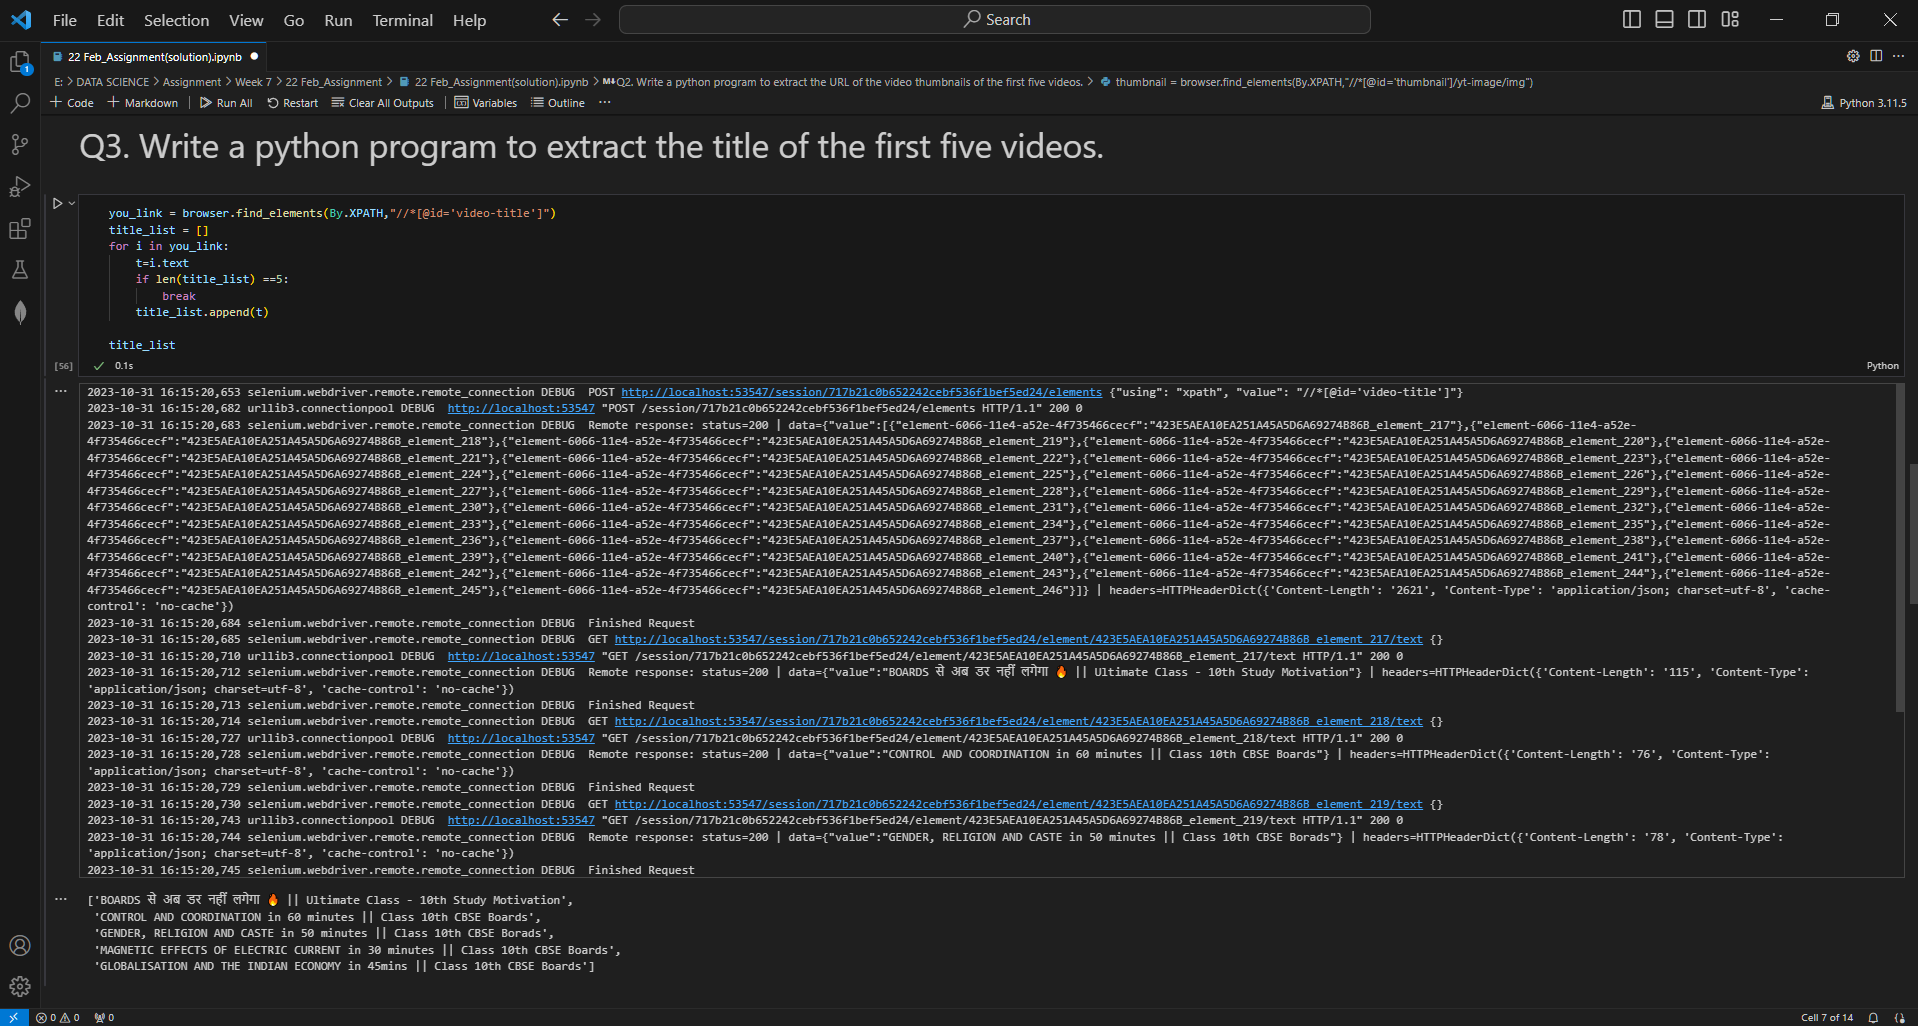 File Edit Selection View Go Run Terminal Help
Search
22 Feb_Assignment(solution).ipynb
E: > DATA SCIENCE > Assignment > Week 7 > 22 Feb_Assignment > 22 Feb_Assignment(solution).ipynb > M↓Q2. Write a python program to extract the URL of the video thumbnails of the first five videos. > thumbnail = browser.find_elements(By.XPATH,"//*[@id='thumbnail']/yt-image/img")
+ Code + Markdown | Run All Restart Clear All Outputs | Variables Outline ···
Python 3.11.5
Q3. Write a python program to extract the title of the first five videos.
you_link = browser.find_elements(By.XPATH,"//*[@id='video-title']")
title_list = []
for i in you_link:
    t=i.text
    if len(title_list) ==5:
        break
    title_list.append(t)
title_list
[56]
0.1s
Python
2023-10-31 16:15:20,653 selenium.webdriver.remote.remote_connection DEBUG  POST http://localhost:53547/session/717b21c0b652242cebf536f1bef5ed24/elements {"using": "xpath", "value": "//*[@id='video-title']"}
2023-10-31 16:15:20,682 urllib3.connectionpool DEBUG  http://localhost:53547 "POST /session/717b21c0b652242cebf536f1bef5ed24/elements HTTP/1.1" 200 0
2023-10-31 16:15:20,683 selenium.webdriver.remote.remote_connection DEBUG  Remote response: status=200 | data={"value":[{"element-6066-11e4-a52e-4f735466cecf":"423E5AEA10EA251A45A5D6A69274B86B_element_217"},{"element-6066-11e4-a52e-
4f735466cecf":"423E5AEA10EA251A45A5D6A69274B86B_element_218"},{"element-6066-11e4-a52e-4f735466cecf":"423E5AEA10EA251A45A5D6A69274B86B_element_219"},{"element-6066-11e4-a52e-4f735466cecf":"423E5AEA10EA251A45A5D6A69274B86B_element_220"},{"element-6066-11e4-a52e-
4f735466cecf":"423E5AEA10EA251A45A5D6A69274B86B_element_221"},{"element-6066-11e4-a52e-4f735466cecf":"423E5AEA10EA251A45A5D6A69274B86B_element_222"},{"element-6066-11e4-a52e-4f735466cecf":"423E5AEA10EA251A45A5D6A69274B86B_element_223"},{"element-6066-11e4-a52e-
4f735466cecf":"423E5AEA10EA251A45A5D6A69274B86B_element_224"},{"element-6066-11e4-a52e-4f735466cecf":"423E5AEA10EA251A45A5D6A69274B86B_element_225"},{"element-6066-11e4-a52e-4f735466cecf":"423E5AEA10EA251A45A5D6A69274B86B_element_226"},{"element-6066-11e4-a52e-
4f735466cecf":"423E5AEA10EA251A45A5D6A69274B86B_element_227"},{"element-6066-11e4-a52e-4f735466cecf":"423E5AEA10EA251A45A5D6A69274B86B_element_228"},{"element-6066-11e4-a52e-4f735466cecf":"423E5AEA10EA251A45A5D6A69274B86B_element_229"},{"element-6066-11e4-a52e-
4f735466cecf":"423E5AEA10EA251A45A5D6A69274B86B_element_230"},{"element-6066-11e4-a52e-4f735466cecf":"423E5AEA10EA251A45A5D6A69274B86B_element_231"},{"element-6066-11e4-a52e-4f735466cecf":"423E5AEA10EA251A45A5D6A69274B86B_element_232"},{"element-6066-11e4-a52e-
4f735466cecf":"423E5AEA10EA251A45A5D6A69274B86B_element_233"},{"element-6066-11e4-a52e-4f735466cecf":"423E5AEA10EA251A45A5D6A69274B86B_element_234"},{"element-6066-11e4-a52e-4f735466cecf":"423E5AEA10EA251A45A5D6A69274B86B_element_235"},{"element-6066-11e4-a52e-
4f735466cecf":"423E5AEA10EA251A45A5D6A69274B86B_element_236"},{"element-6066-11e4-a52e-4f735466cecf":"423E5AEA10EA251A45A5D6A69274B86B_element_237"},{"element-6066-11e4-a52e-4f735466cecf":"423E5AEA10EA251A45A5D6A69274B86B_element_238"},{"element-6066-11e4-a52e-
4f735466cecf":"423E5AEA10EA251A45A5D6A69274B86B_element_239"},{"element-6066-11e4-a52e-4f735466cecf":"423E5AEA10EA251A45A5D6A69274B86B_element_240"},{"element-6066-11e4-a52e-4f735466cecf":"423E5AEA10EA251A45A5D6A69274B86B_element_241"},{"element-6066-11e4-a52e-
4f735466cecf":"423E5AEA10EA251A45A5D6A69274B86B_element_242"},{"element-6066-11e4-a52e-4f735466cecf":"423E5AEA10EA251A45A5D6A69274B86B_element_243"},{"element-6066-11e4-a52e-4f735466cecf":"423E5AEA10EA251A45A5D6A69274B86B_element_244"},{"element-6066-11e4-a52e-
4f735466cecf":"423E5AEA10EA251A45A5D6A69274B86B_element_245"},{"element-6066-11e4-a52e-4f735466cecf":"423E5AEA10EA251A45A5D6A69274B86B_element_246"}]} | headers=HTTPHeaderDict({'Content-Length': '2621', 'Content-Type': 'application/json; charset=utf-8', 'cache-
control': 'no-cache'})
2023-10-31 16:15:20,684 selenium.webdriver.remote.remote_connection DEBUG  Finished Request
2023-10-31 16:15:20,685 selenium.webdriver.remote.remote_connection DEBUG  GET http://localhost:53547/session/717b21c0b652242cebf536f1bef5ed24/element/423E5AEA10EA251A45A5D6A69274B86B_element_217/text {}
2023-10-31 16:15:20,710 urllib3.connectionpool DEBUG  http://localhost:53547 "GET /session/717b21c0b652242cebf536f1bef5ed24/element/423E5AEA10EA251A45A5D6A69274B86B_element_217/text HTTP/1.1" 200 0
2023-10-31 16:15:20,712 selenium.webdriver.remote.remote_connection DEBUG  Remote response: status=200 | data={"value":"BOARDS से अब डर नहीं लगेगा 🔥 || Ultimate Class - 10th Study Motivation"} | headers=HTTPHeaderDict({'Content-Length': '115', 'Content-Type':
'application/json; charset=utf-8', 'cache-control': 'no-cache'})
2023-10-31 16:15:20,713 selenium.webdriver.remote.remote_connection DEBUG  Finished Request
2023-10-31 16:15:20,714 selenium.webdriver.remote.remote_connection DEBUG  GET http://localhost:53547/session/717b21c0b652242cebf536f1bef5ed24/element/423E5AEA10EA251A45A5D6A69274B86B_element_218/text {}
2023-10-31 16:15:20,727 urllib3.connectionpool DEBUG  http://localhost:53547 "GET /session/717b21c0b652242cebf536f1bef5ed24/element/423E5AEA10EA251A45A5D6A69274B86B_element_218/text HTTP/1.1" 200 0
2023-10-31 16:15:20,728 selenium.webdriver.remote.remote_connection DEBUG  Remote response: status=200 | data={"value":"CONTROL AND COORDINATION in 60 minutes || Class 10th CBSE Boards"} | headers=HTTPHeaderDict({'Content-Length': '76', 'Content-Type':
'application/json; charset=utf-8', 'cache-control': 'no-cache'})
2023-10-31 16:15:20,729 selenium.webdriver.remote.remote_connection DEBUG  Finished Request
2023-10-31 16:15:20,730 selenium.webdriver.remote.remote_connection DEBUG  GET http://localhost:53547/session/717b21c0b652242cebf536f1bef5ed24/element/423E5AEA10EA251A45A5D6A69274B86B_element_219/text {}
2023-10-31 16:15:20,743 urllib3.connectionpool DEBUG  http://localhost:53547 "GET /session/717b21c0b652242cebf536f1bef5ed24/element/423E5AEA10EA251A45A5D6A69274B86B_element_219/text HTTP/1.1" 200 0
2023-10-31 16:15:20,744 selenium.webdriver.remote.remote_connection DEBUG  Remote response: status=200 | data={"value":"GENDER, RELIGION AND CASTE in 50 minutes || Class 10th CBSE Borads"} | headers=HTTPHeaderDict({'Content-Length': '78', 'Content-Type':
'application/json; charset=utf-8', 'cache-control': 'no-cache'})
2023-10-31 16:15:20,745 selenium.webdriver.remote.remote_connection DEBUG  Finished Request
['BOARDS से अब डर नहीं लगेगा 🔥 || Ultimate Class - 10th Study Motivation',
 'CONTROL AND COORDINATION in 60 minutes || Class 10th CBSE Boards',
 'GENDER, RELIGION AND CASTE in 50 minutes || Class 10th CBSE Borads',
 'MAGNETIC EFFECTS OF ELECTRIC CURRENT in 30 minutes || Class 10th CBSE Boards',
 'GLOBALISATION AND THE INDIAN ECONOMY in 45mins || Class 10th CBSE Boards']
0 0 0
Cell 7 of 14